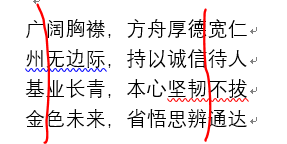 广阔胸襟，方舟厚德宽仁
州无边际，持以诚信待人
基业长青，本心坚韧不拔
金色未来，省悟思辨通达